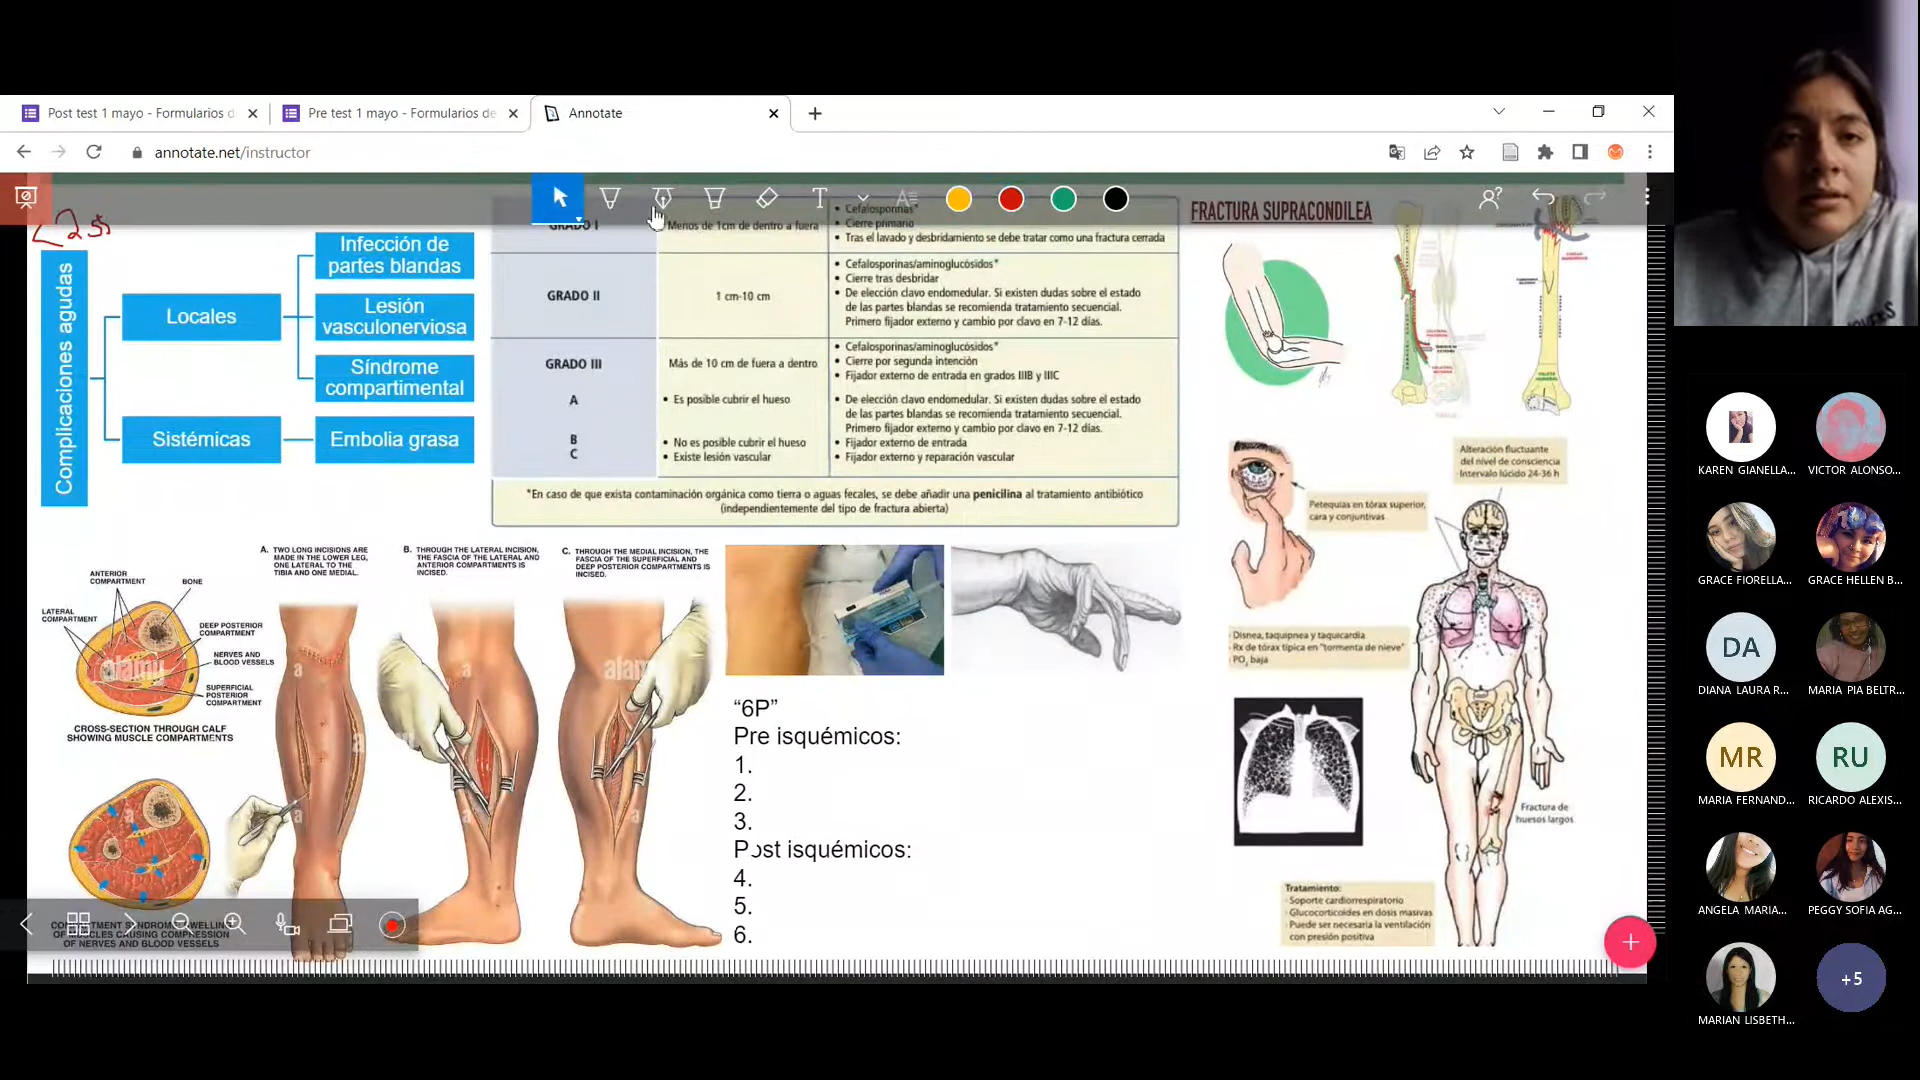 Post test 1 mayo - Formularios d
Pre test 1 mayo - Formularios de
Annotate
annotate.net/instructor
T
Complicaciones agudas
Locales
Sistémicas
Infección de
partes blandas
Lesión
vasculonerviosa
Síndrome
compartimental
Embolia grasa
GRADO I
Menos de 1cm de dentro a fuera
• Cefalosporinas*
• Cierre primario
• Tras el lavado y desbridamiento se debe tratar como una fractura cerrada
GRADO II
1 cm-10 cm
• Cefalosporinas/aminoglucósidos*
• Cierre tras desbridar
• De elección clavo endomedular. Si existen dudas sobre el estado
de las partes blandas se recomienda tratamiento secuencial.
Primero fijador externo y cambio por clavo en 7-12 días.
GRADO III
Más de 10 cm de fuera a dentro
• Cefalosporinas/aminoglucósidos*
• Cierre por segunda intención
• Fijador externo de entrada en grados IIIB y IIIC
A
• Es posible cubrir el hueso
• De elección clavo endomedular. Si existen dudas sobre el estado
de las partes blandas se recomienda tratamiento secuencial.
Primero fijador externo y cambio por clavo en 7-12 días.
B
• No es posible cubrir el hueso
• Fijador externo de entrada
C
• Existe lesión vascular
• Fijador externo y reparación vascular
*En caso de que exista contaminación orgánica como tierra o aguas fecales, se debe añadir una penicilina al tratamiento antibiótico
(independientemente del tipo de fractura abierta)
FRACTURA SUPRACONDILEA
Alteración fluctuante
del nivel de consciencia
· Intervalo lúcido 24-36 h
Petequias en tórax superior,
cara y conjuntivas
· Disnea, taquipnea y taquicardia
· Rx de tórax típica en "tormenta de nieve"
· PO2 baja
Fractura de
huesos largos
Tratamiento:
· Soporte cardiorrespiratorio
· Glucocorticoides en dosis masivas
· Puede ser necesaria la ventilación
con presión positiva
A. TWO LONG INCISIONS ARE
MADE IN THE LOWER LEG,
ONE LATERAL TO THE
TIBIA AND ONE MEDIAL.
B. THROUGH THE LATERAL INCISION,
THE FASCIA OF THE LATERAL AND
ANTERIOR COMPARTMENTS IS
INCISED.
C. THROUGH THE MEDIAL INCISION, THE
FASCIA OF THE SUPERFICIAL AND
DEEP POSTERIOR COMPARTMENTS IS
INCISED.
ANTERIOR
COMPARTMENT
BONE
LATERAL
COMPARTMENT
DEEP POSTERIOR
COMPARTMENT
NERVES AND
BLOOD VESSELS
SUPERFICIAL
POSTERIOR
COMPARTMENT
alamy
CROSS-SECTION THROUGH CALF
SHOWING MUSCLE COMPARTMENTS
OF MUSCLES CAUSING COMPRESSION
OF NERVES AND BLOOD VESSELS
“6P”
Pre isquémicos:
1.
2.
3.
Post isquémicos:
4.
5.
6.
KAREN GIANELLA...
VICTOR ALONSO...
GRACE FIORELLA...
GRACE HELLEN B...
DA
DIANA LAURA R...
MARIA PIA BELTR...
MR
MARIA FERNAND...
RU
RICARDO ALEXIS...
ANGELA MARIA...
PEGGY SOFIA AG...
MARIAN LISBETH...
+5